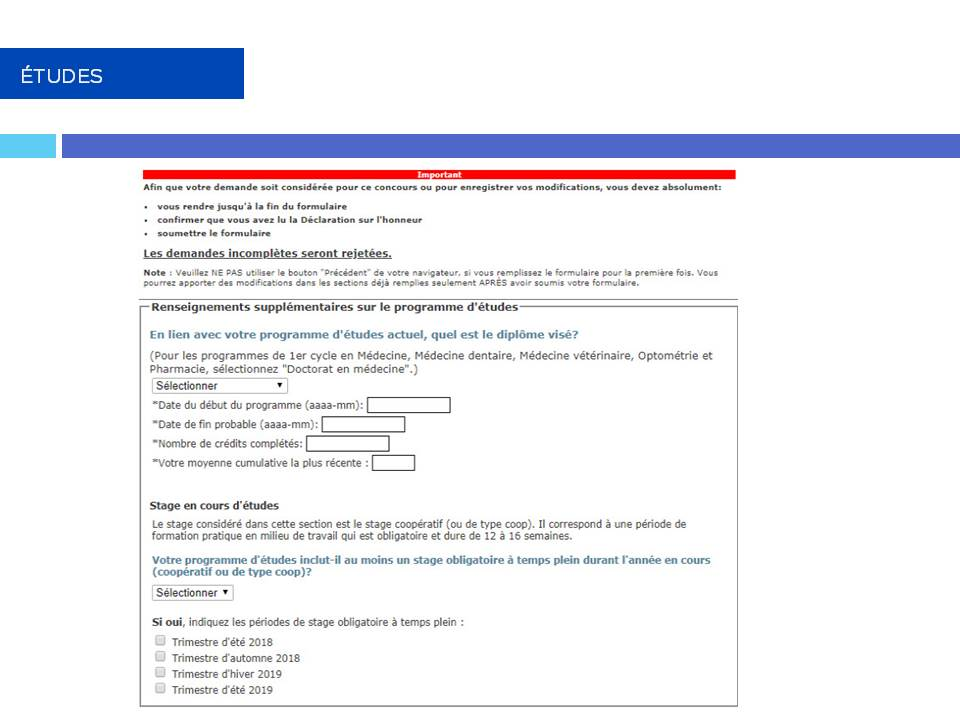 ÉTUDES
Important
Afin que votre demande soit considérée pour ce concours ou pour enregistrer vos modifications, vous devez absolument:
• vous rendre jusqu'à la fin du formulaire
• confirmer que vous avez lu la Déclaration sur l'honneur
• soumettre le formulaire
Les demandes incomplètes seront rejetées.
Note : Veuillez NE PAS utiliser le bouton "Précédent" de votre navigateur, si vous remplissez le formulaire pour la première fois. Vous
pourrez apporter des modifications dans les sections déjà remplies seulement APRÈS avoir soumis votre formulaire.
Renseignements supplémentaires sur le programme d'études
En lien avec votre programme d'études actuel, quel est le diplôme visé?
(Pour les programmes de 1er cycle en Médecine, Médecine dentaire, Médecine vétérinaire, Optométrie et
Pharmacie, sélectionnez "Doctorat en médecine".)
Sélectionner
*Date du début du programme (aaaa-mm):
*Date de fin probable (aaaa-mm):
*Nombre de crédits complétés:
*Votre moyenne cumulative la plus récente :
Stage en cours d'études
Le stage considéré dans cette section est le stage coopératif (ou de type coop). Il correspond à une période de
formation pratique en milieu de travail qui est obligatoire et dure de 12 à 16 semaines.
Votre programme d'études inclut-il au moins un stage obligatoire à temps plein durant l'année en cours
(coopératif ou de type coop)?
Sélectionner
Si oui, indiquez les périodes de stage obligatoire à temps plein :
Trimestre d'été 2018
Trimestre d'automne 2018
Trimestre d'hiver 2019
Trimestre d'été 2019